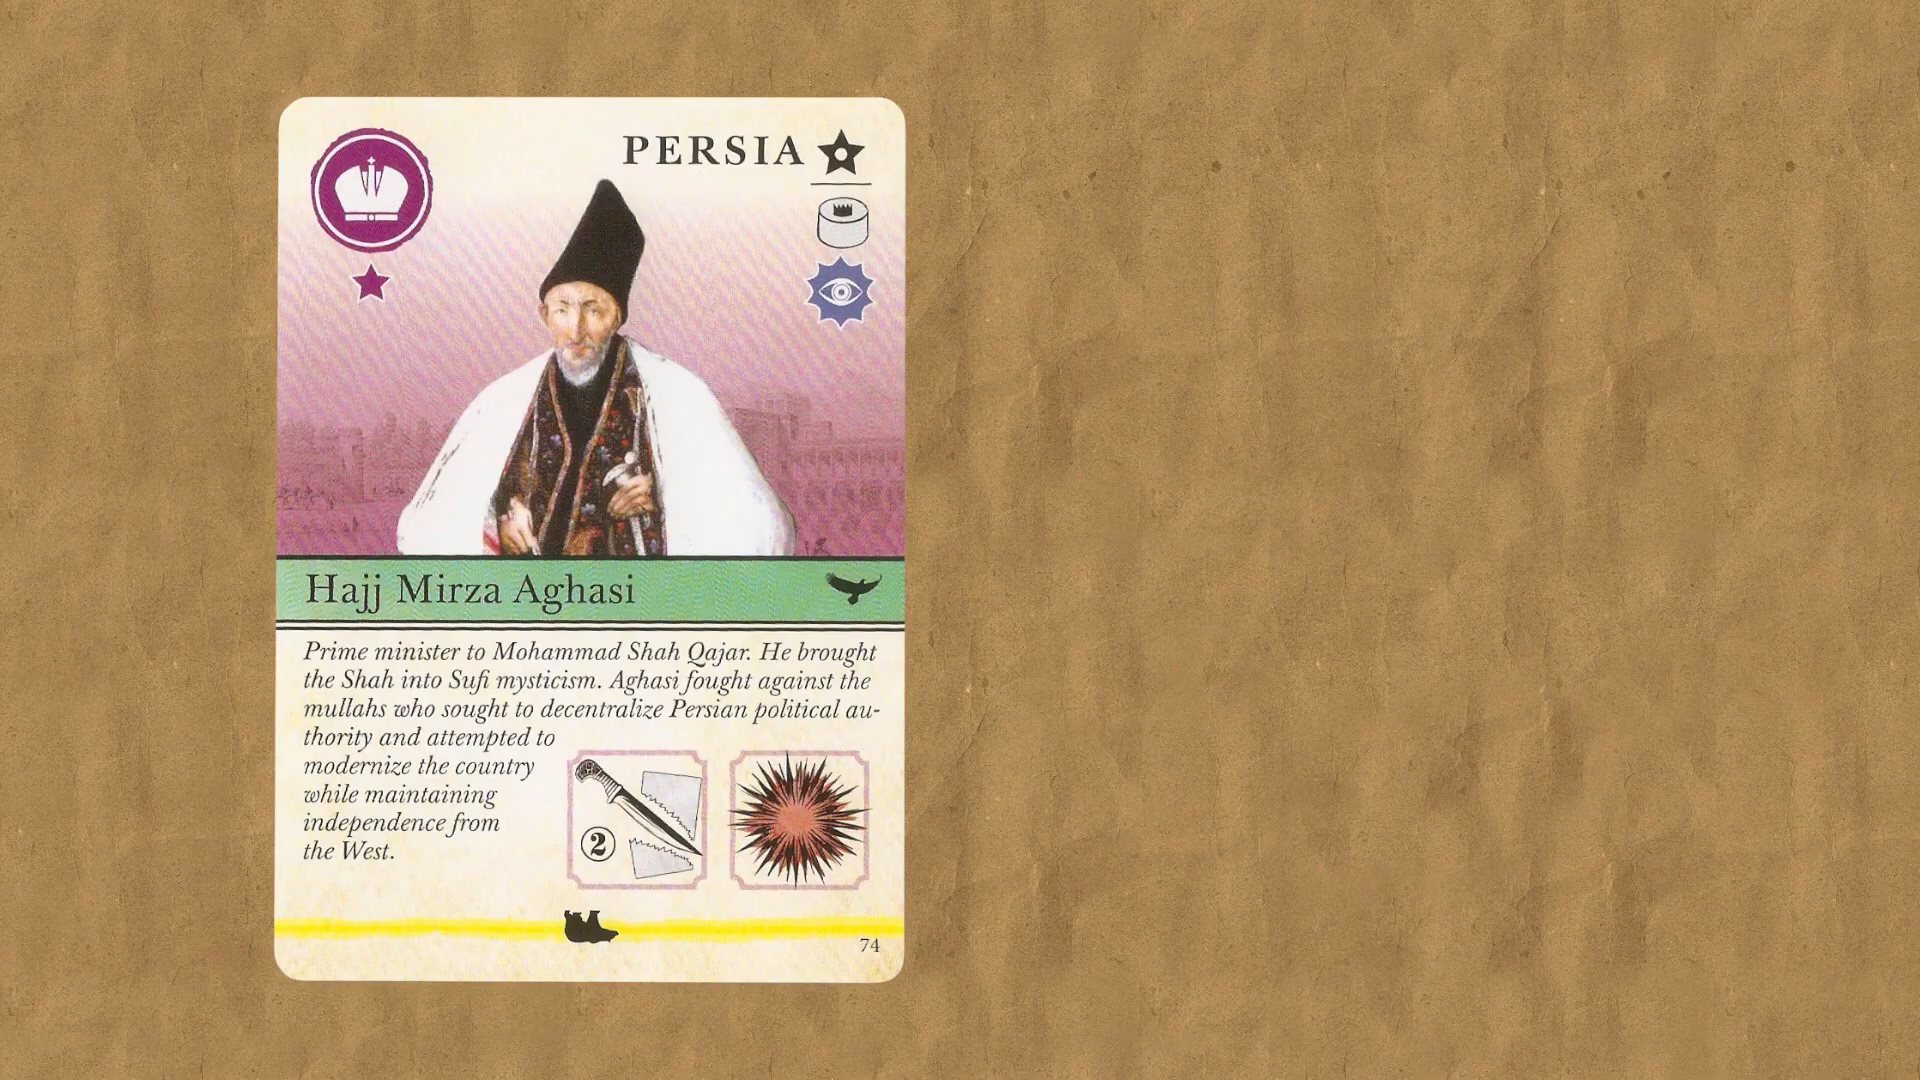 PERSIA
Hajj Mirza Aghasi
Prime minister to Mohammad Shah Qajar. He brought
the Shah into Sufi mysticism. Aghasi fought against the
mullahs who sought to decentralize Persian political au-
thority and attempted to
modernize the country
while maintaining
independence from
the West.
2
74